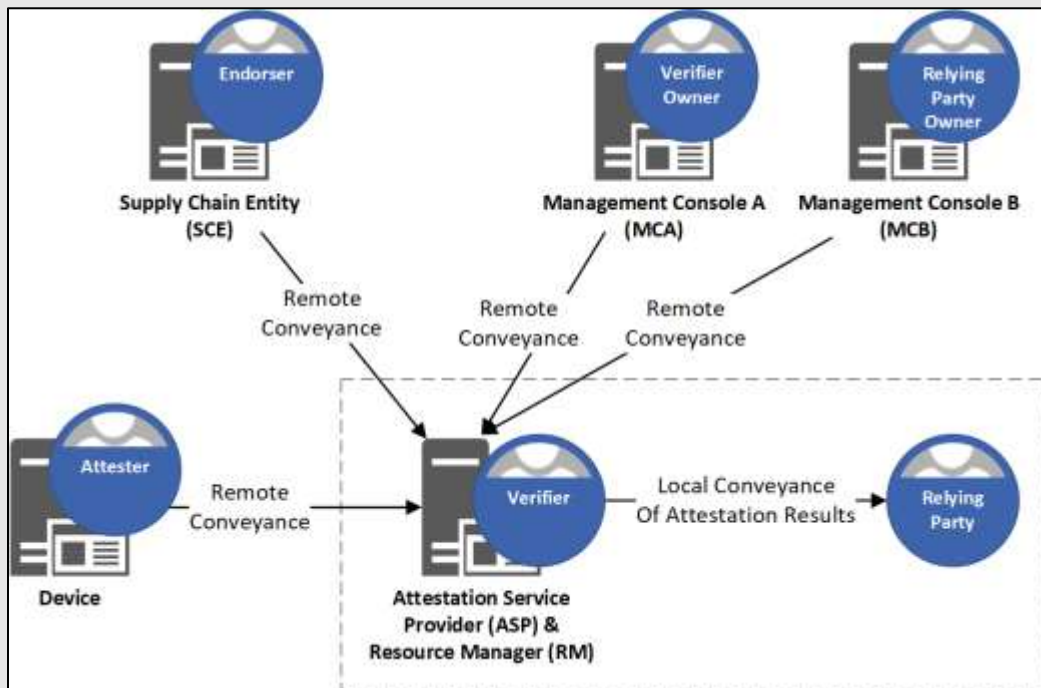 Endorser
Verifier
Owner
Relying
Party
Owner
Supply Chain Entity
(SCE)
Management Console A
(MCA)
Management Console B
(MCB)
Remote
Conveyance
Remote
Conveyance
Remote
Conveyance
Attester
Remote
Conveyance
Verifier
Local Conveyance
Of Attestation Results
Relying
Party
Device
Attestation Service
Provider (ASP) &
Resource Manager (RM)